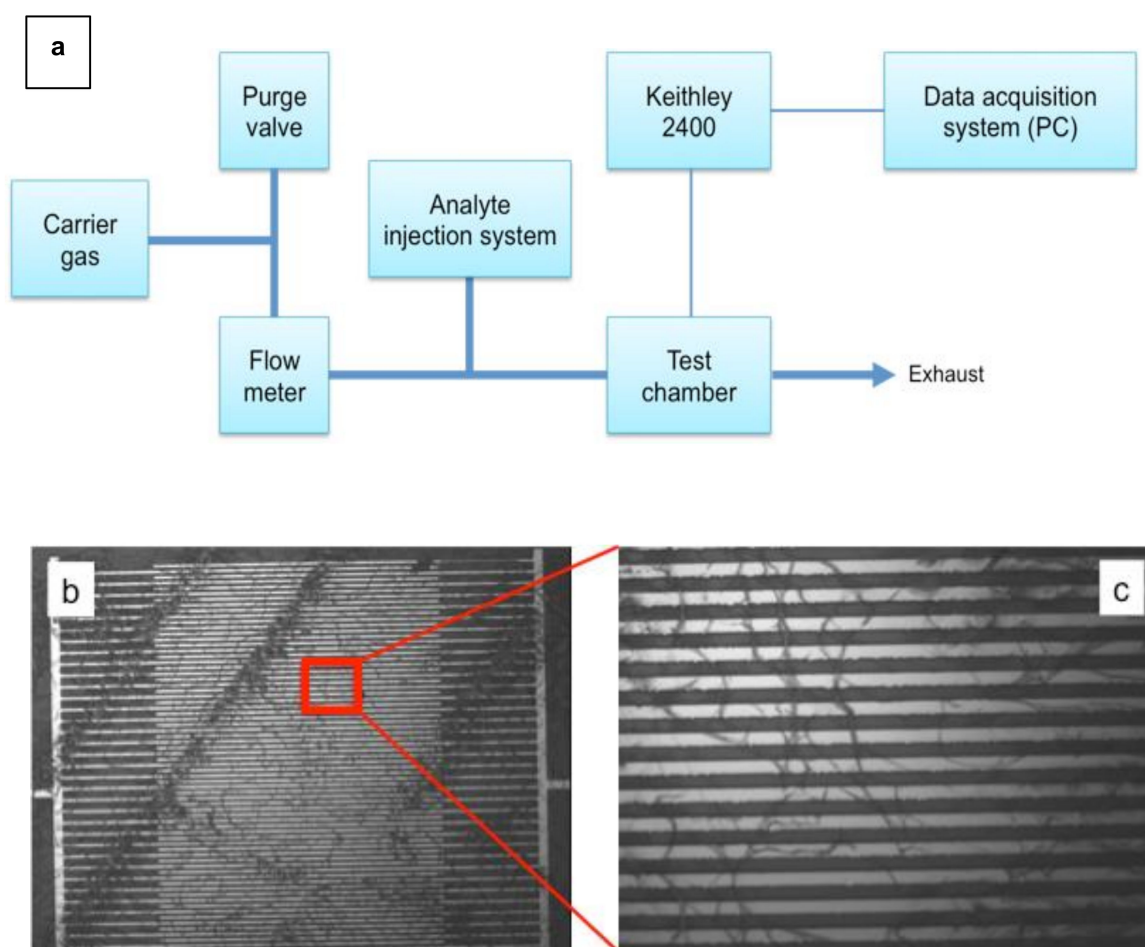 a
Purge
valve
Keithley
2400
Data acquisition
system (PC)
Carrier
gas
Analyte
injection system
Flow
meter
Test
chamber
Exhaust
b
c